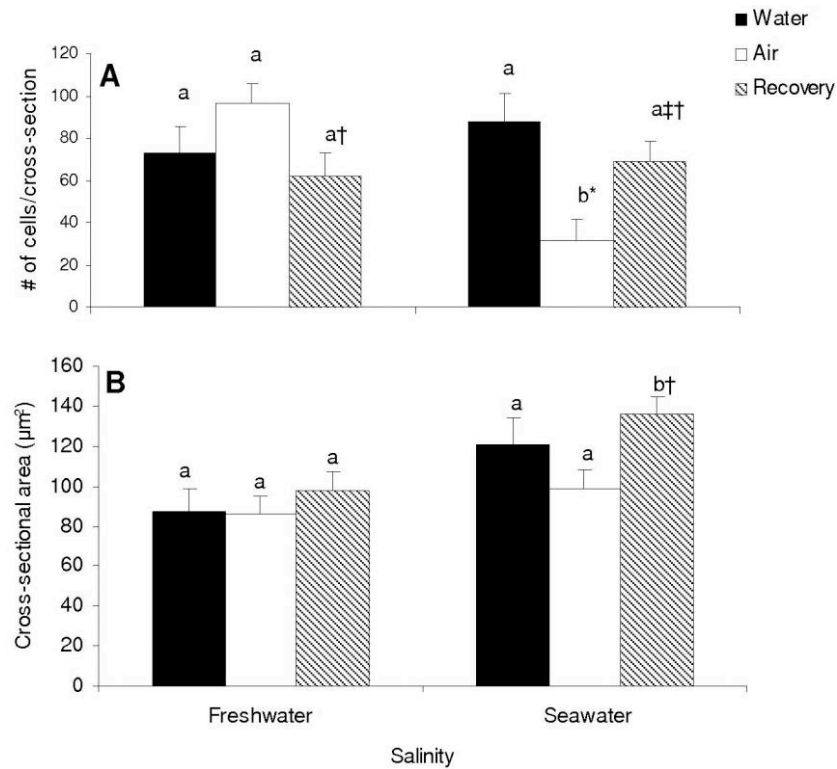 Water
Air
Recovery
A
# of cells/cross-section
120
100
80
60
40
20
0
a
a
a†
a
b*
a‡†
B
Cross-sectional area (µm²)
160
140
120
100
80
60
40
20
0
a
a
a
a
a
b†
Freshwater
Seawater
Salinity